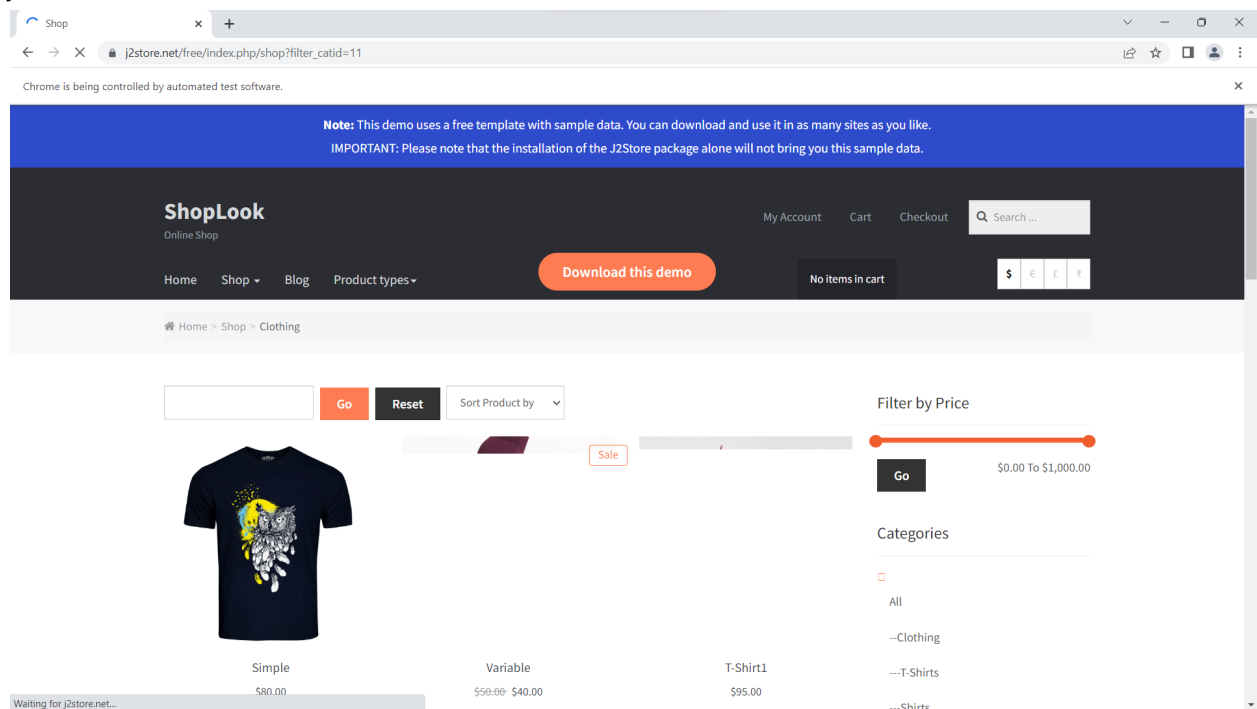 Shop
j2store.net/free/index.php/shop?filter_catid=11
Chrome is being controlled by automated test software.
Note: This demo uses a free template with sample data. You can download and use it in as many sites as you like.
IMPORTANT: Please note that the installation of the J2Store package alone will not bring you this sample data.
ShopLook
Online Shop
My Account Cart Checkout Search ...
Home Shop Blog Product types
Download this demo
No items in cart
$ € £ ₹
Home > Shop > Clothing
Go Reset Sort Product by
Filter by Price
Sale
Go $0.00 To $1,000.00
Categories
All
--Clothing
---T-Shirts
---Shirts
Simple
$80.00
Variable
$50.00 $40.00
T-Shirt1
$95.00
Waiting for j2store.net...